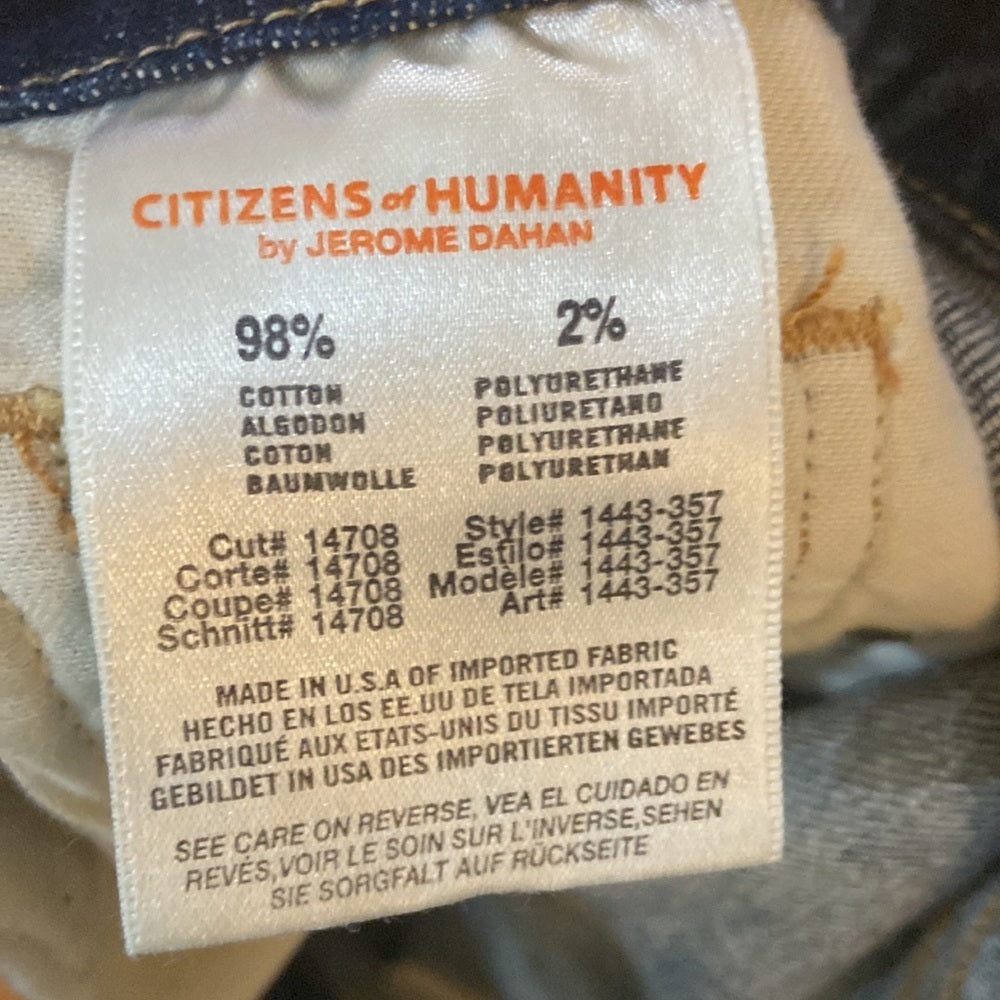 CITIZENS of HUMANITY
by JEROME DAHAN
98%
COTTON
ALGODON
COTON
BAUMWOLLE
2%
POLYURETHANE
POLIURETANO
POLYURETHANE
POLYURETHAN
Cut# 14708
Corte# 14708
Coupe# 14708
Schnitt# 14708
Style# 1443-357
Estilo# 1443-357
Modèle# 1443-357
Art# 1443-357
MADE IN U.S.A OF IMPORTED FABRIC
HECHO EN LOS EE.UU DE TELA IMPORTADA
FABRIQUÉ AUX ETATS-UNIS DU TISSU IMPORTÉ
GEBILDET IN USA DES IMPORTIERTEN GEWEBES
SEE CARE ON REVERSE, VEA EL CUIDADO EN
REVÉS,VOIR LE SOIN SUR L'INVERSE,SEHEN
SIE SORGFALT AUF RÜCKSEITE